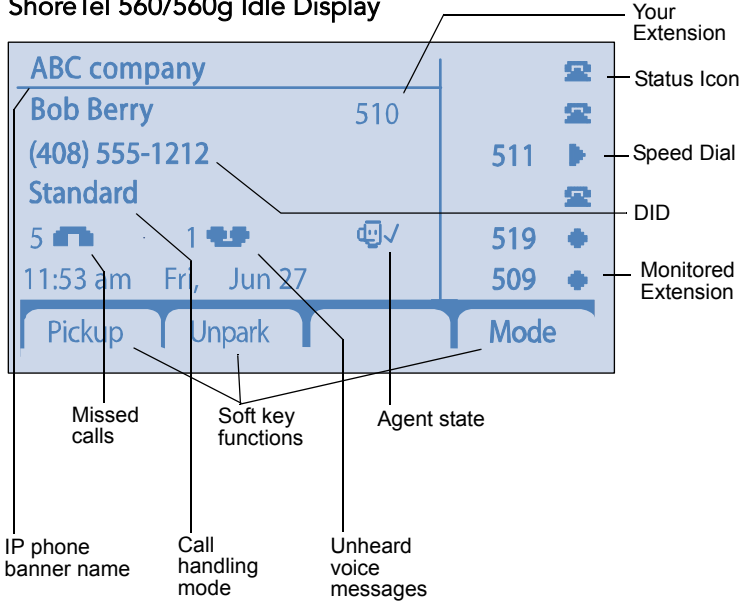 ShoreTel 560/560g Idle Display
Your
Extension
ABC company
Status Icon
Bob Berry 510
(408) 555-1212 511
Speed Dial
Standard
DID
5 1 519
11:53 am Fri, Jun 27 509
Monitored
Extension
Pickup Unpark Mode
Missed
calls
Soft key
functions
Agent state
IP phone
banner name
Call
handling
mode
Unheard
voice
messages